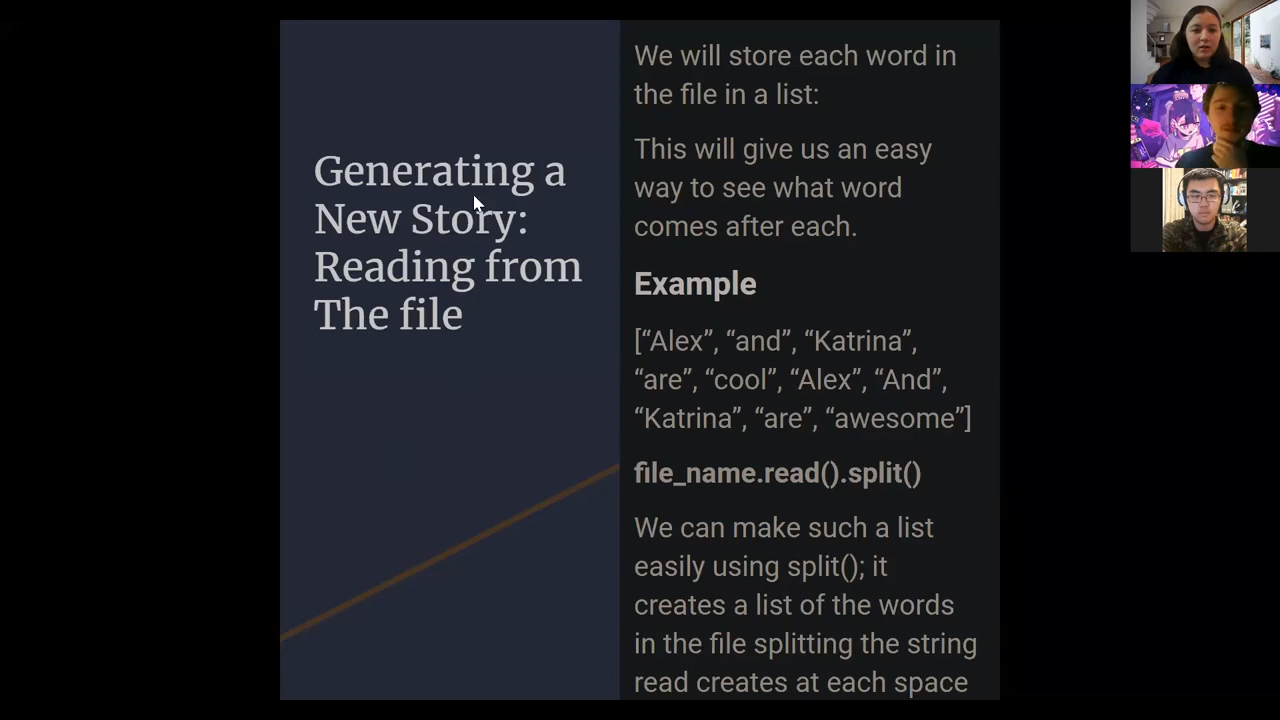 Generating a
New Story:
Reading from
The file
We will store each word in
the file in a list:
This will give us an easy
way to see what word
comes after each.
Example
[“Alex”, “and”, “Katrina”,
“are”, “cool”, “Alex”, “And”,
“Katrina”, “are”, “awesome”]
file_name.read().split()
We can make such a list
easily using split(); it
creates a list of the words
in the file splitting the string
read creates at each space